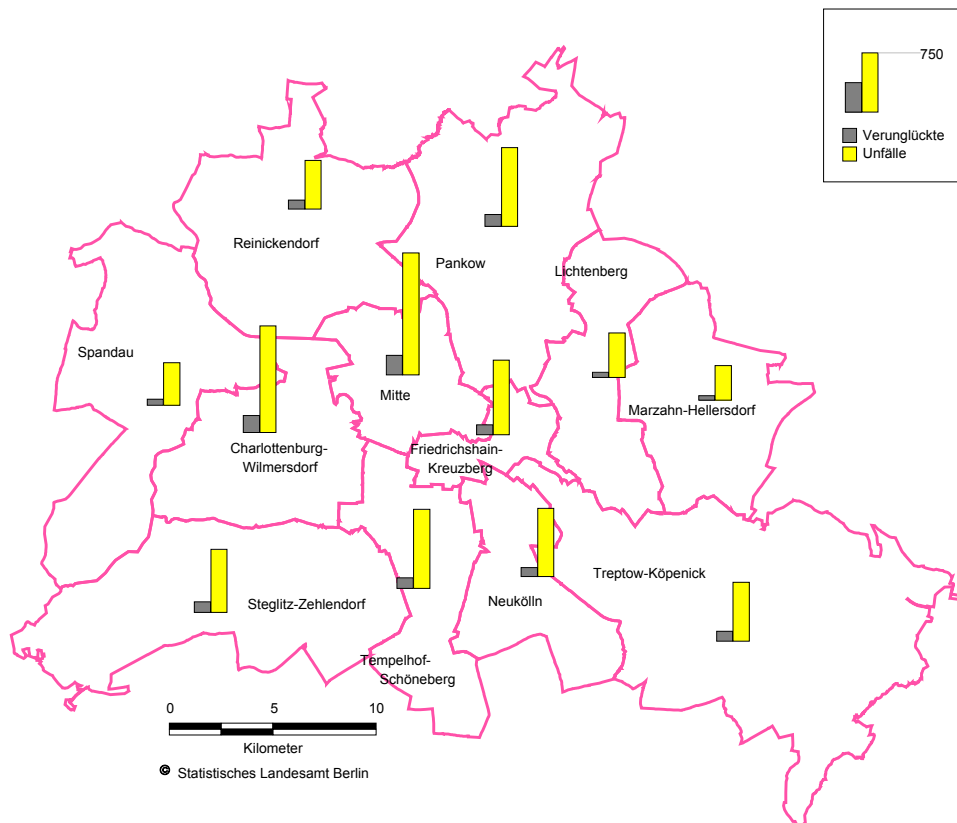 750
Verunglückte
Unfälle
Reinickendorf
Pankow
Lichtenberg
Spandau
Mitte
Marzahn-Hellersdorf
Charlottenburg-
Wilmersdorf
Friedrichshain-
Kreuzberg
Treptow-Köpenick
Steglitz-Zehlendorf
Neukölln
Tempelhof-
Schöneberg
0 5 10
Kilometer
© Statistisches Landesamt Berlin